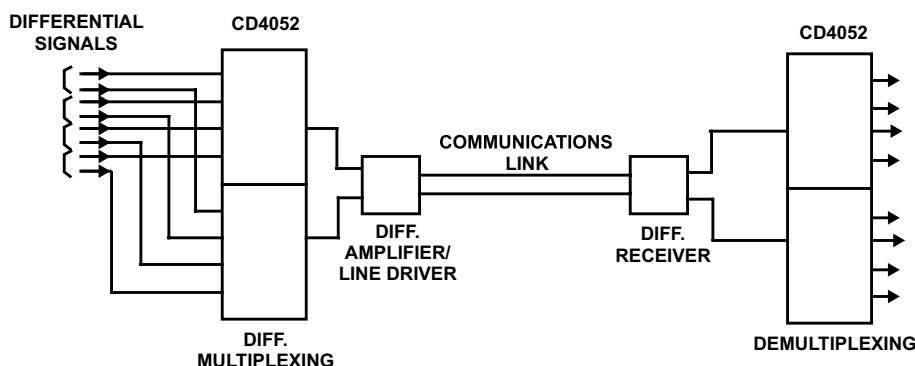 DIFFERENTIAL
SIGNALS
CD4052
CD4052
COMMUNICATIONS
LINK
DIFF.
AMPLIFIER/
LINE DRIVER
DIFF.
RECEIVER
DIFF.
MULTIPLEXING
DEMULTIPLEXING